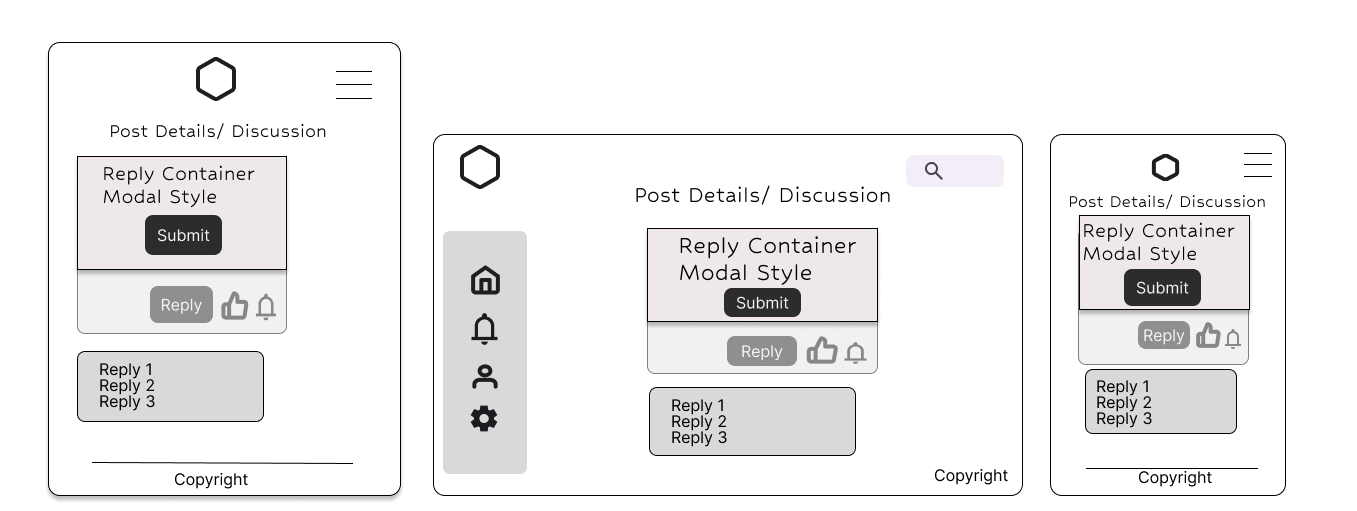 Post Details/ Discussion
Reply Container
Modal Style
Submit
Reply
Reply 1
Reply 2
Reply 3
Copyright
Post Details/ Discussion
Reply Container
Modal Style
Submit
Reply
Reply 1
Reply 2
Reply 3
Copyright
Post Details/ Discussion
Reply Container
Modal Style
Submit
Reply
Reply 1
Reply 2
Reply 3
Copyright